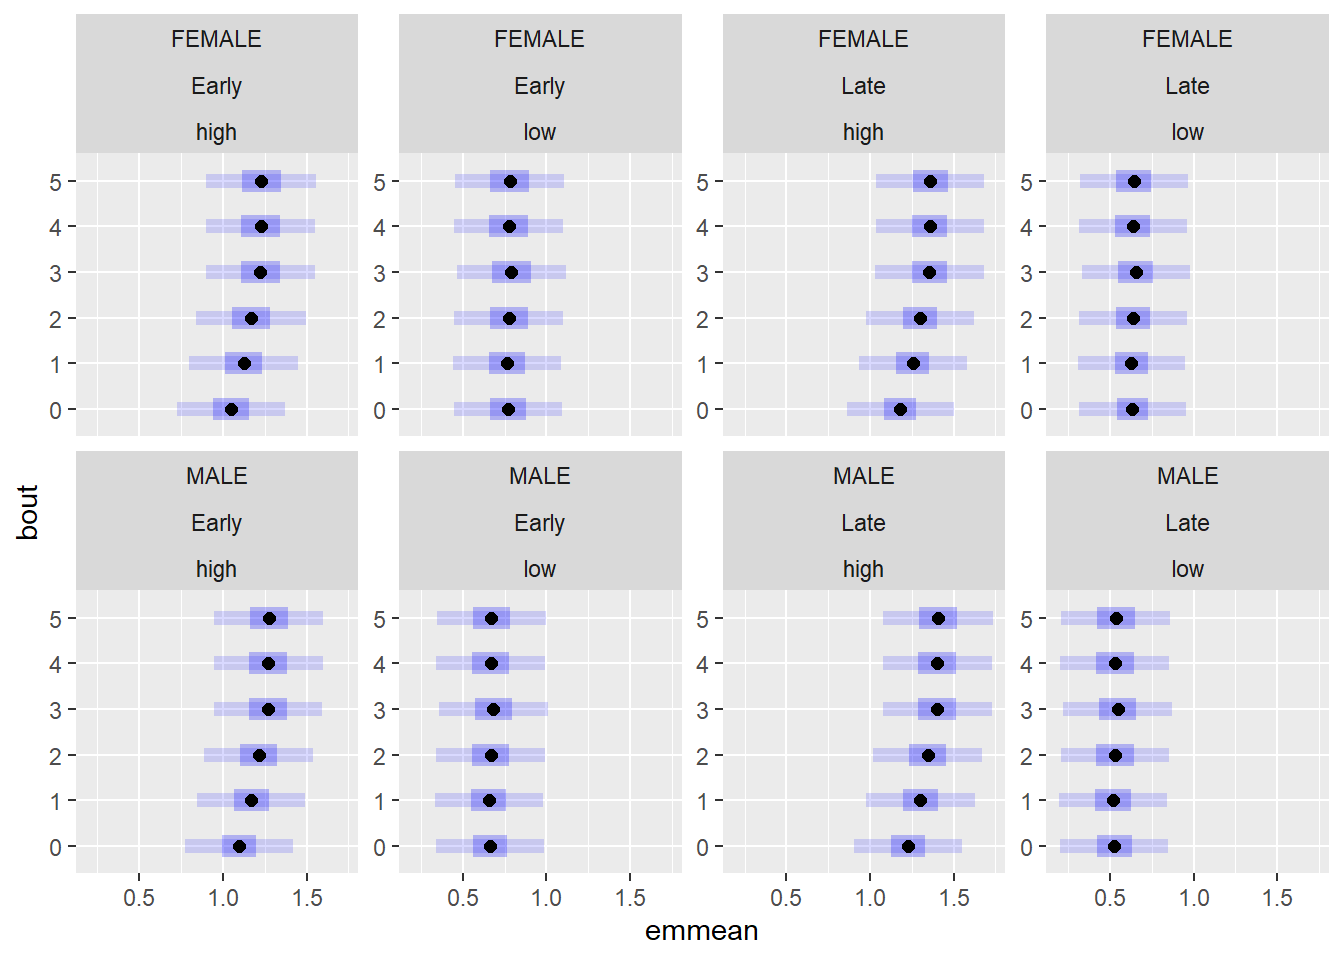 FEMALE FEMALE FEMALE FEMALE
Early Early Late Late
high low high low
5 5 5 5
4 4 4 4
3 3 3 3
2 2 2 2
1 1 1 1
0 0 0 0
MALE MALE MALE MALE
Early Early Late Late
high low high low
bout
5 5 5 5
4 4 4 4
3 3 3 3
2 2 2 2
1 1 1 1
0 0 0 0
0.5 1.0 1.5 0.5 1.0 1.5 0.5 1.0 1.5 0.5 1.0 1.5
emmean